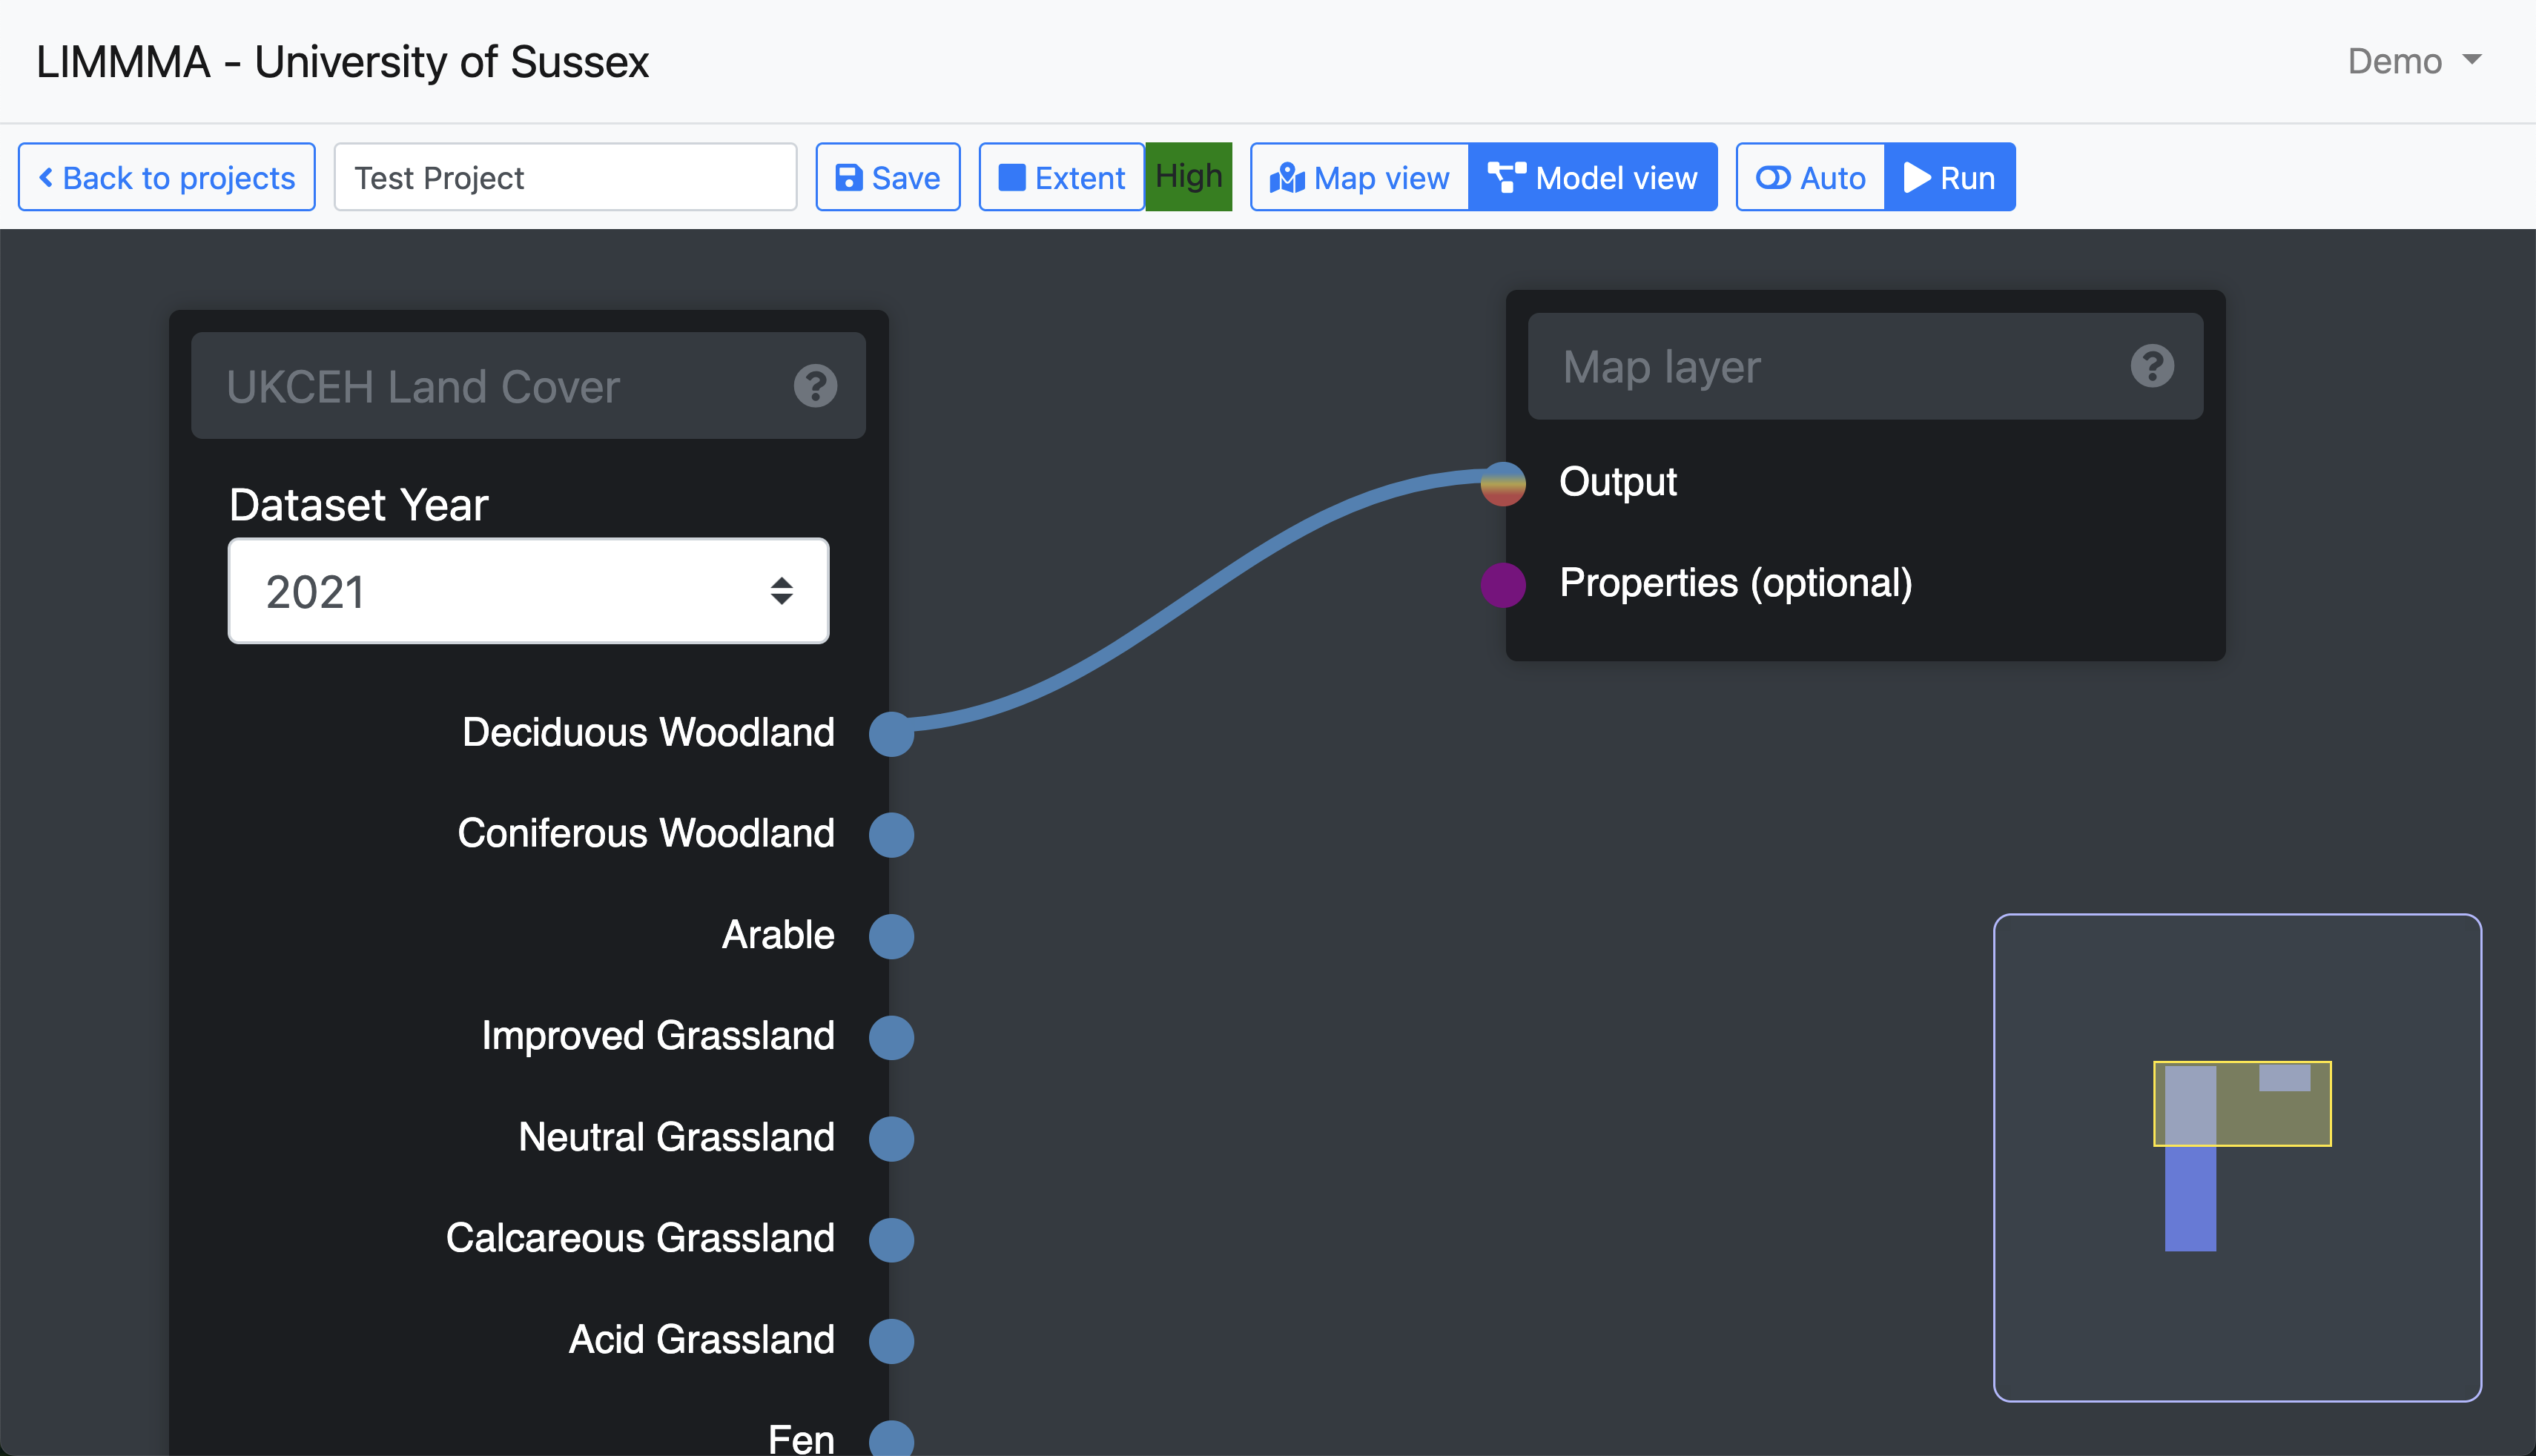 LIMMMA - University of Sussex
Demo
Back to projects
Test Project
Save
Extent
High
Map view
Model view
Auto
Run
UKCEH Land Cover
Dataset Year
2021
Deciduous Woodland
Coniferous Woodland
Arable
Improved Grassland
Neutral Grassland
Calcareous Grassland
Acid Grassland
Fen
Map layer
Output
Properties (optional)